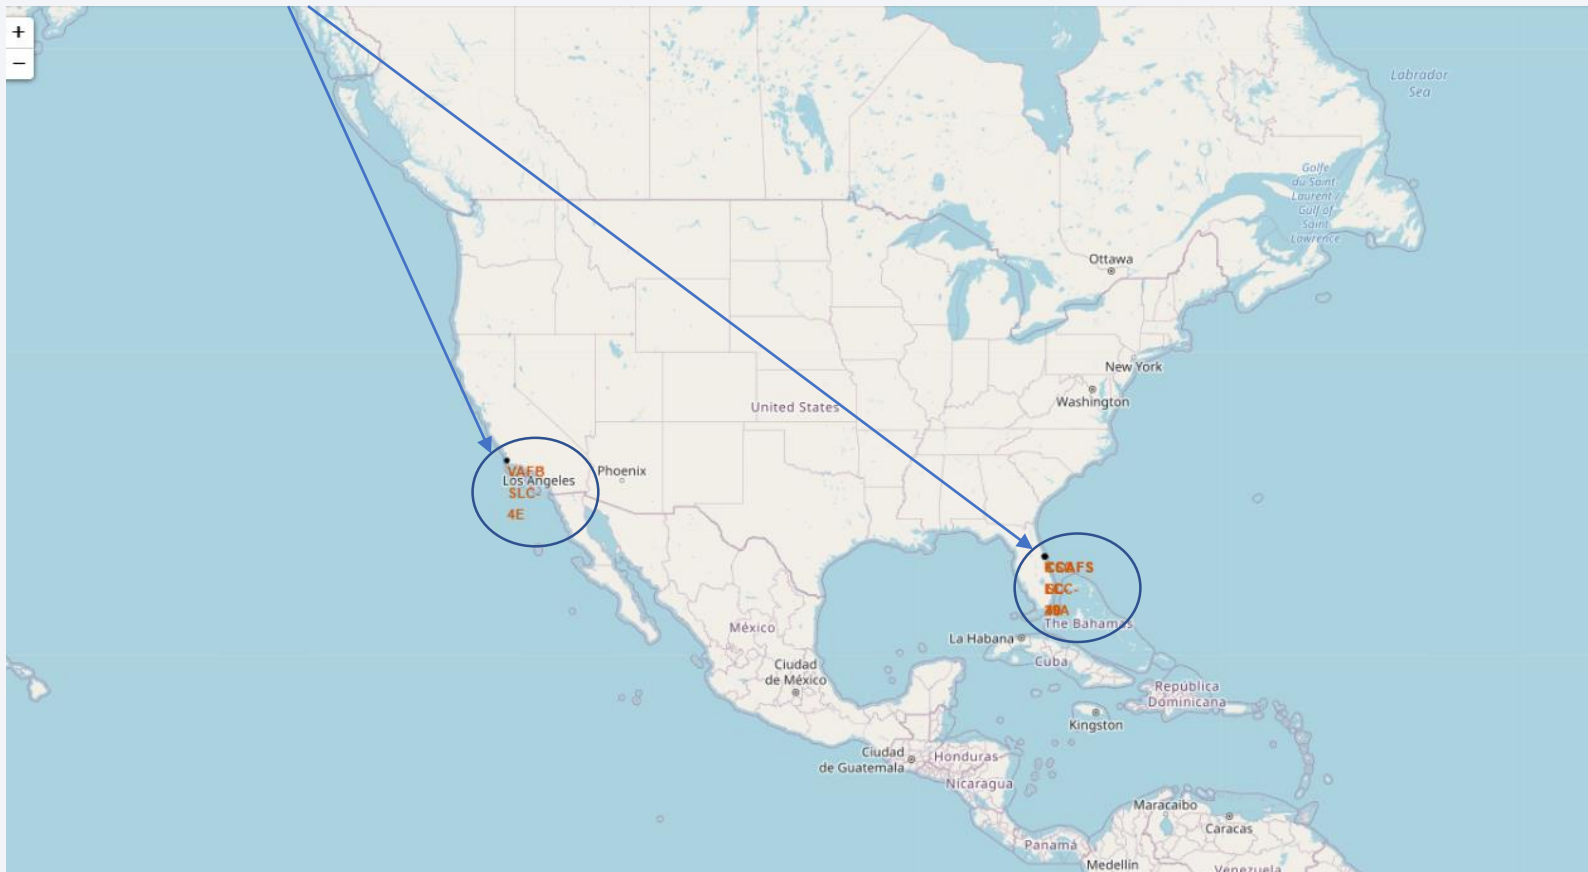 +
−
Labrador
Sea
Golfe
du Saint
Laurent /
Gulf of
Saint
Lawrence
Ottawa
New York
Washington
United States
Phoenix
VAFB
Los Angeles
SLC-
4E
CCAFS
The Bahamas
La Habana
Cuba
México
Ciudad
de México
República
Dominicana
Kingston
Ciudad
de Guatemala
Honduras
Nicaragua
Maracaibo
Caracas
Panamá
Medellín
Venezuela